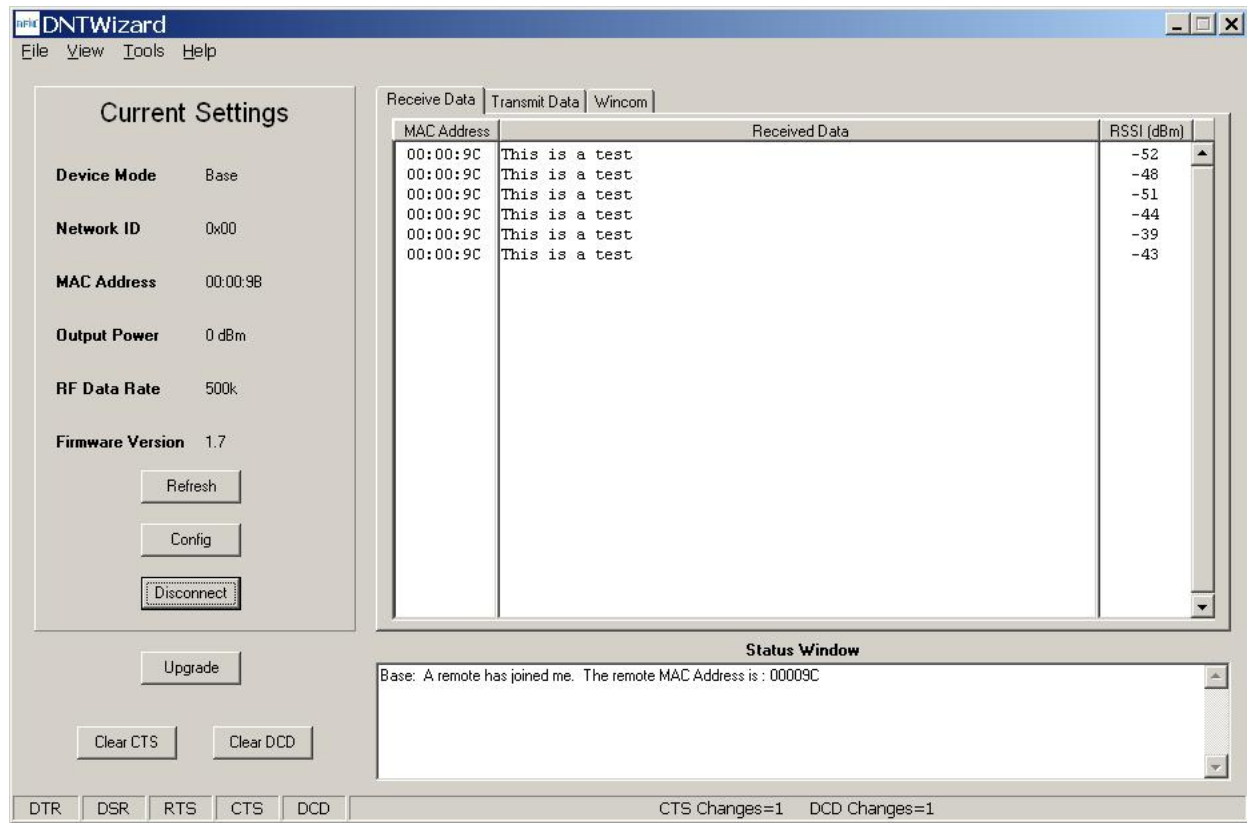 RFM DNTWizard
File View Tools Help
Current Settings
Device Mode Base
Network ID 0x00
MAC Address 00:00:9B
Output Power 0 dBm
RF Data Rate 500k
Firmware Version 1.7
Refresh
Config
Disconnect
Upgrade
Clear CTS Clear DCD
Receive Data Transmit Data Wincom
MAC Address Received Data RSSI (dBm)
00:00:9C This is a test -52
00:00:9C This is a test -48
00:00:9C This is a test -51
00:00:9C This is a test -44
00:00:9C This is a test -39
00:00:9C This is a test -43
Status Window
Base: A remote has joined me. The remote MAC Address is : 00009C
DTR DSR RTS CTS DCD CTS Changes=1 DCD Changes=1